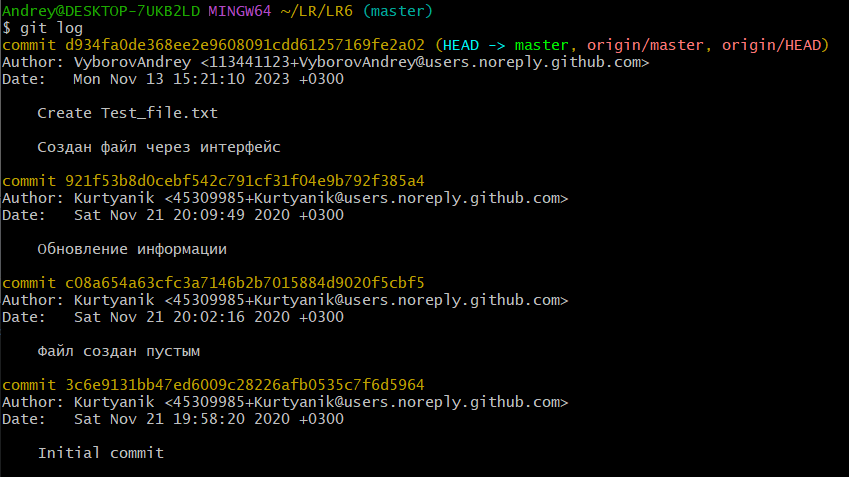 Andrey@DESKTOP-7UKB2LD MINGW64 ~/LR/LR6 (master)
$ git log
commit d934fa0de368ee2e9608091cdd61257169fe2a02 (HEAD -> master, origin/master, origin/HEAD)
Author: VyborovAndrey <113441123+VyborovAndrey@users.noreply.github.com>
Date:   Mon Nov 13 15:21:10 2023 +0300
Create Test_file.txt
Создан файл через интерфейс
commit 921f53b8d0cebf542c791cf31f04e9b792f385a4
Author: Kurtyanik <45309985+Kurtyanik@users.noreply.github.com>
Date:   Sat Nov 21 20:09:49 2020 +0300
Обновление информации
commit c08a654a63cfc3a7146b2b7015884d9020f5cbf5
Author: Kurtyanik <45309985+Kurtyanik@users.noreply.github.com>
Date:   Sat Nov 21 20:02:16 2020 +0300
Файл создан пустым
commit 3c6e9131bb47ed6009c28226afb0535c7f6d5964
Author: Kurtyanik <45309985+Kurtyanik@users.noreply.github.com>
Date:   Sat Nov 21 19:58:20 2020 +0300
Initial commit